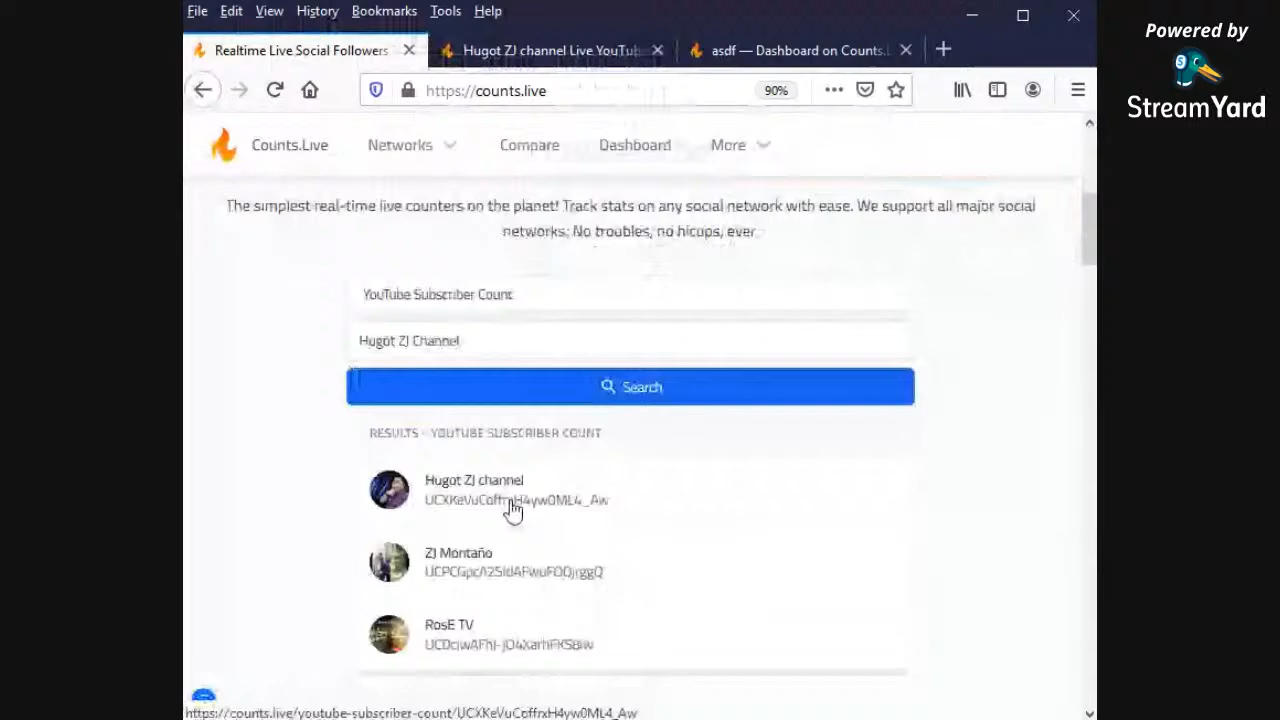 File Edit View History Bookmarks Tools Help
Realtime Live Social Followers
Hugot ZJ channel Live YouTu
asdf — Dashboard on Counts.
https://counts.live
90%
Counts.Live Networks Compare Dashboard More
The simplest real-time live counters on the planet! Track stats on any social network with ease. We support all major social
networks. No troubles, no hicups, ever.
YouTube Subscriber Count
Hugot ZJ Channel
Search
RESULTS - YOUTUBE SUBSCRIBER COUNT
Hugot ZJ channel
ZJ Montaño
RosE TV
https://counts.live/youtube-subscriber-count/UCXKeVuCoffrxH4yw0ML4_Aw
Powered by
StreamYard